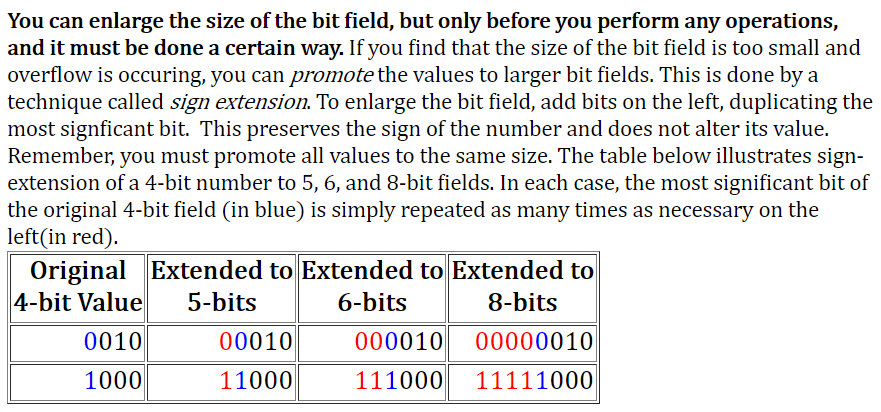 You can enlarge the size of the bit field, but only before you perform any operations,
and it must be done a certain way. If you find that the size of the bit field is too small and
overflow is occuring, you can promote the values to larger bit fields. This is done by a
technique called sign extension. To enlarge the bit field, add bits on the left, duplicating the
most signficant bit. This preserves the sign of the number and does not alter its value.
Remember, you must promote all values to the same size. The table below illustrates sign-
extension of a 4-bit number to 5, 6, and 8-bit fields. In each case, the most significant bit of
the original 4-bit field (in blue) is simply repeated as many times as necessary on the
left(in red).
Original Extended to Extended to Extended to
4-bit Value 5-bits 6-bits 8-bits
0010 00010 000010 00000010
1000 11000 111000 11111000